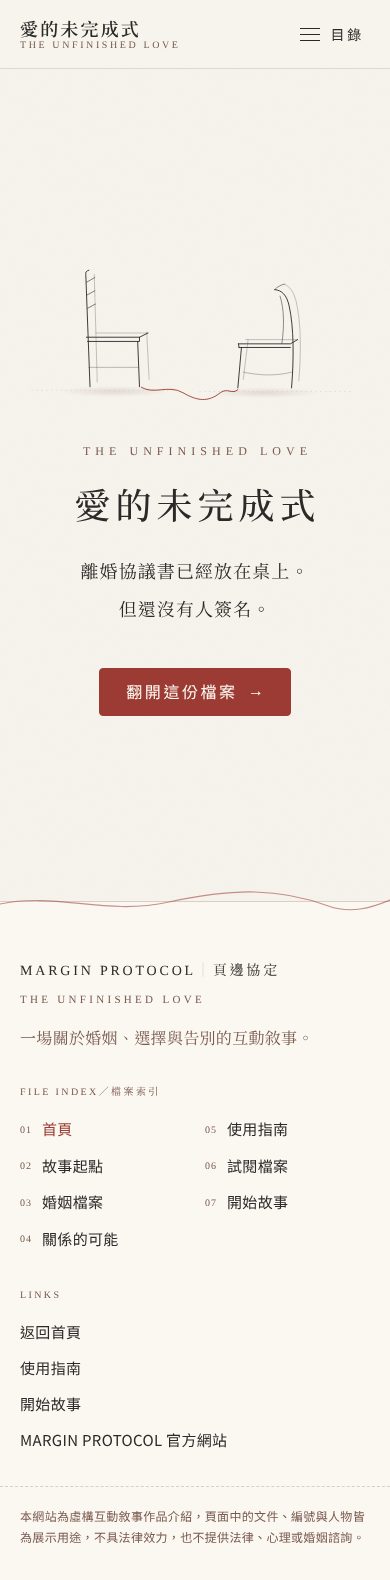 愛的未完成式
THE UNFINISHED LOVE
目錄
THE UNFINISHED LOVE
愛的未完成式
離婚協議書已經放在桌上。
但還沒有人簽名。
翻開這份檔案 →
MARGIN PROTOCOL | 頁邊協定
THE UNFINISHED LOVE
一場關於婚姻、選擇與告別的互動敘事。
FILE INDEX／檔案索引
01 首頁
02 故事起點
03 婚姻檔案
04 關係的可能
05 使用指南
06 試閱檔案
07 開始故事
LINKS
返回首頁
使用指南
開始故事
MARGIN PROTOCOL 官方網站
本網站為虛構互動敘事作品介紹，頁面中的文件、編號與人物皆
為展示用途，不具法律效力，也不提供法律、心理或婚姻諮詢。